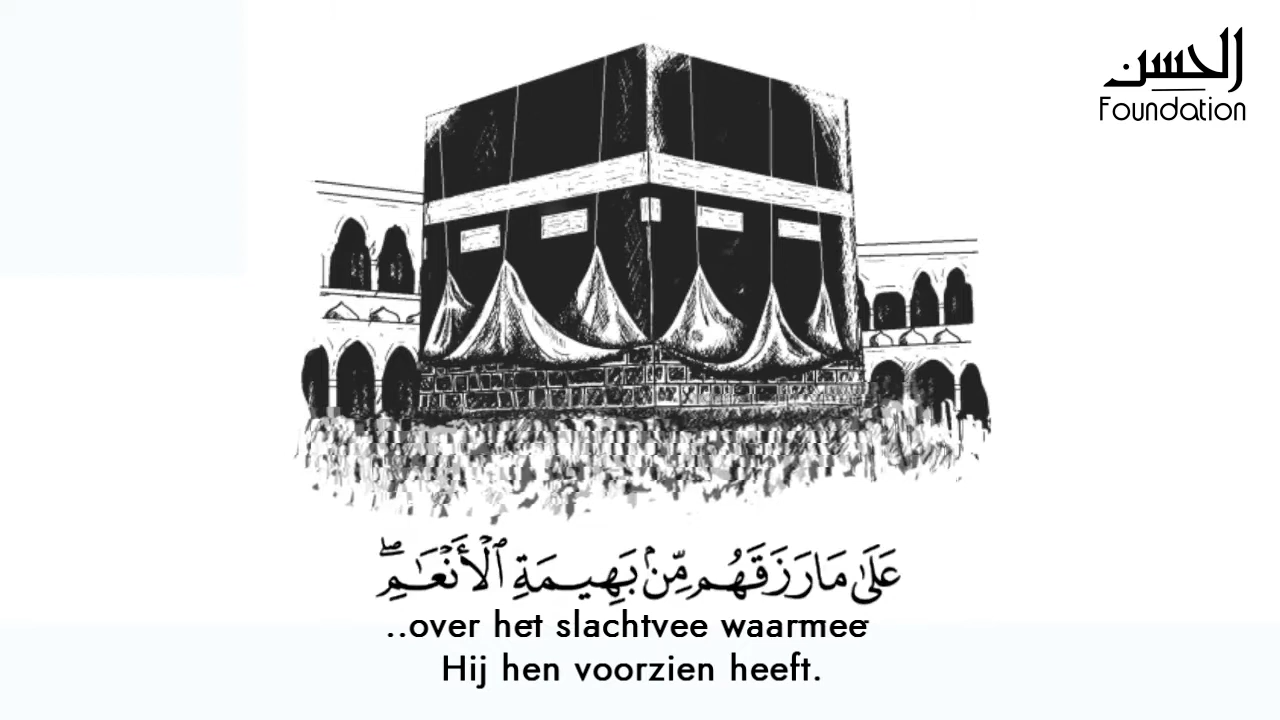 الحسن
Foundation
عَلَىٰ مَا رَزَقَهُم مِّنۢ بَهِيمَةِ ٱلْأَنْعَـٰمِ ۖ
..over het slachtvee waarmee
Hij hen voorzien heeft.